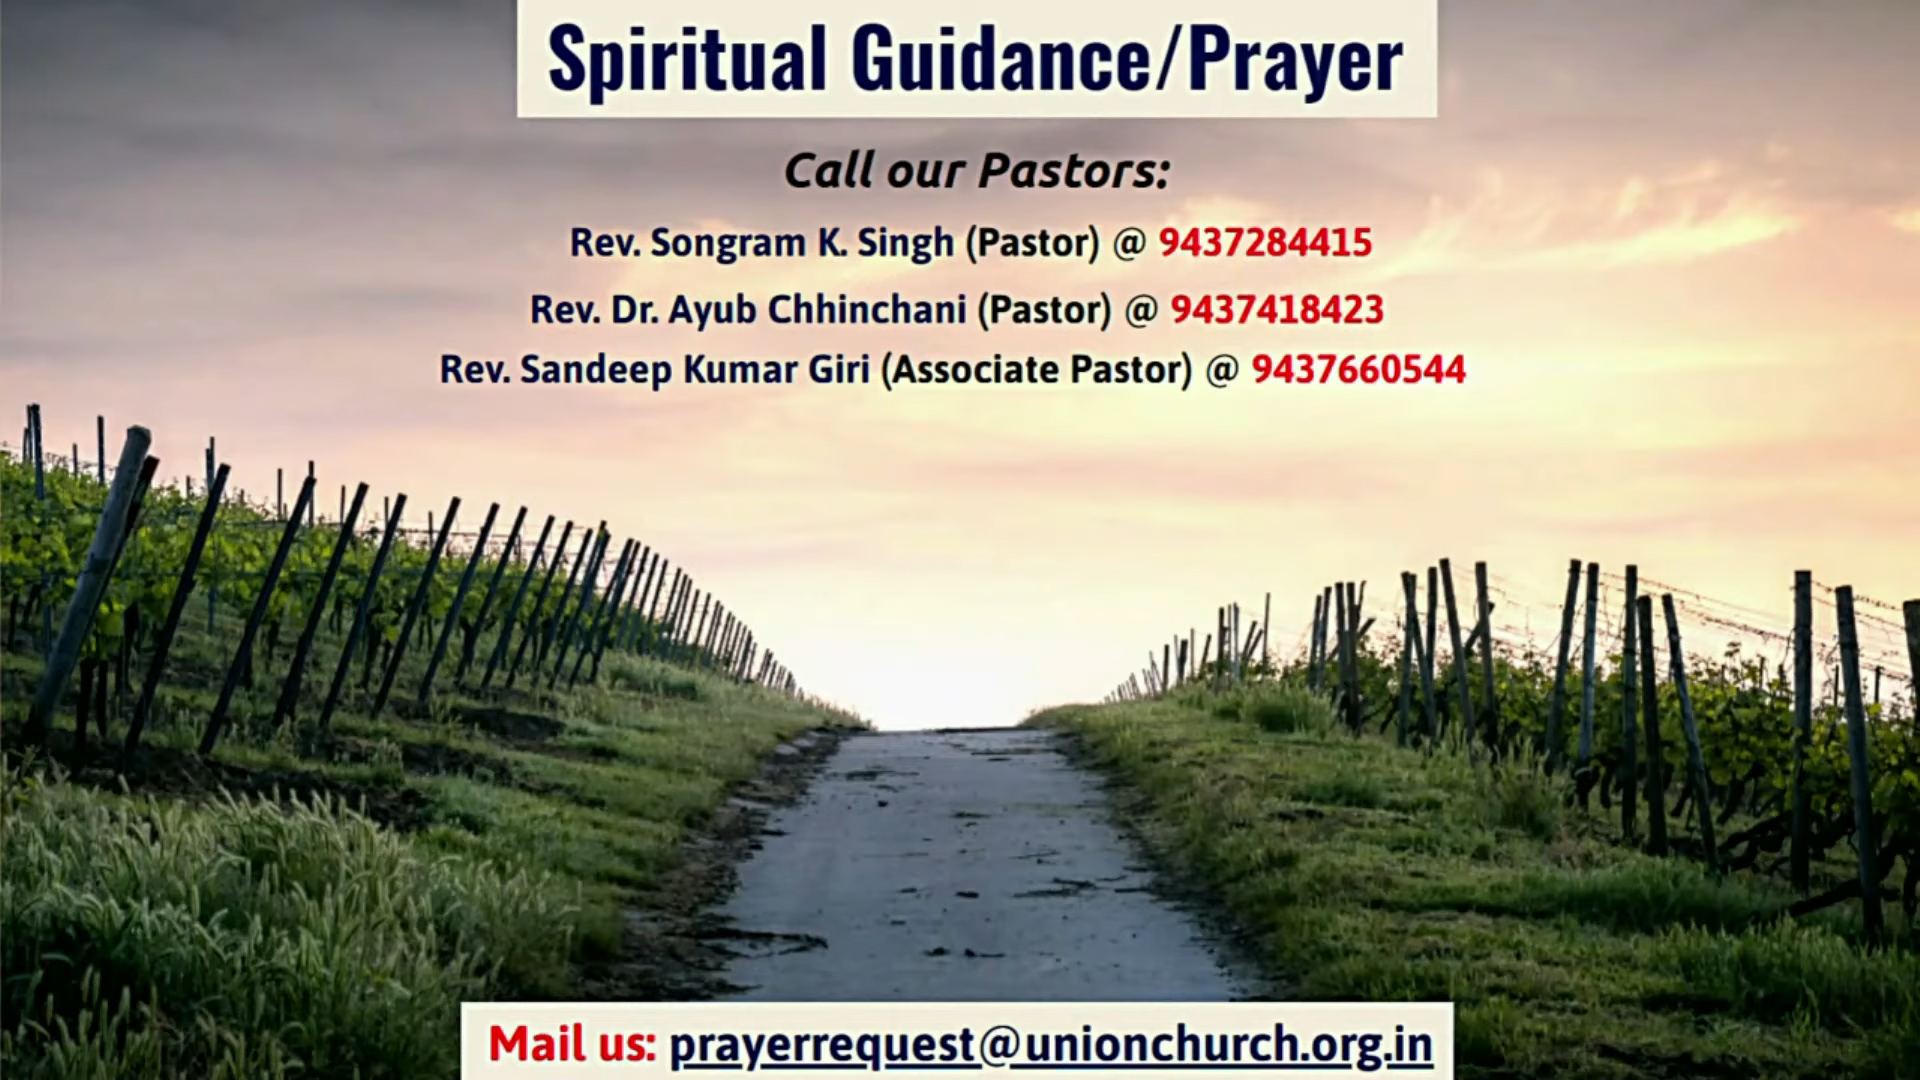 Spiritual Guidance/Prayer
Call our Pastors:
Rev. Songram K. Singh (Pastor) @ 9437284415
Rev. Dr. Ayub Chhinchani (Pastor) @ 9437418423
Rev. Sandeep Kumar Giri (Associate Pastor) @ 9437660544
Mail us: prayerrequest@unionchurch.org.in